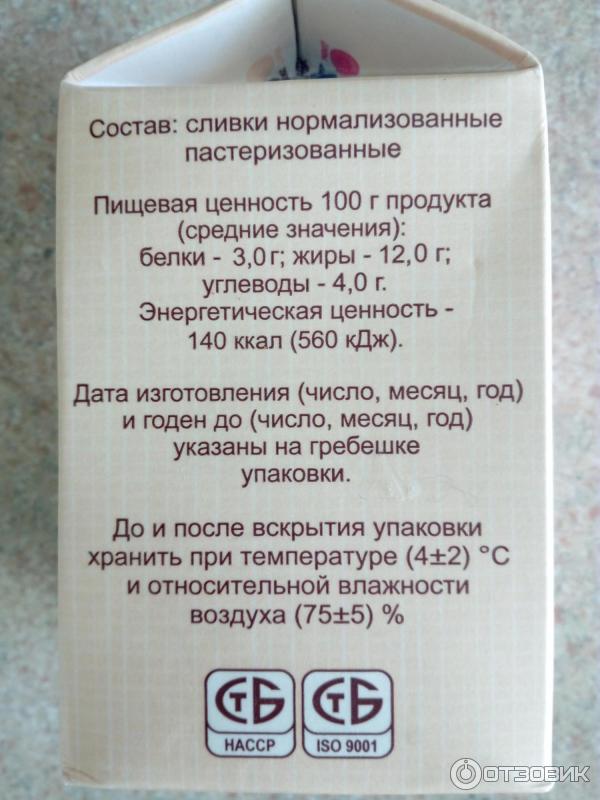 Состав: сливки нормализованные
пастеризованные
Пищевая ценность 100 г продукта
(средние значения):
белки - 3,0 г; жиры - 12,0 г;
углеводы - 4,0 г.
Энергетическая ценность -
140 ккал (560 кДж).
Дата изготовления (число, месяц, год)
и годен до (число, месяц, год)
указаны на гребешке
упаковки.
До и после вскрытия упаковки
хранить при температуре (4±2) °С
и относительной влажности
воздуха (75±5) %
СТБ СТБ
НАССР ISO 9001
ОТЗОВИК